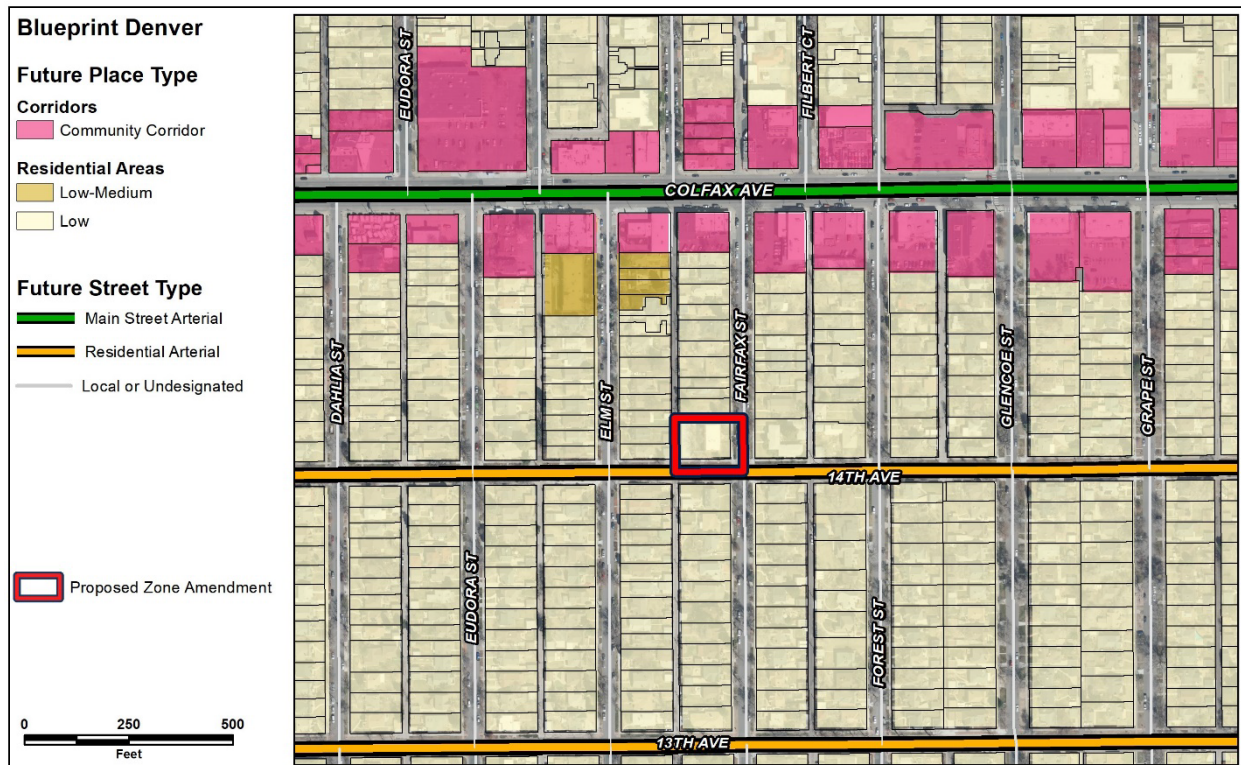 Blueprint Denver
Future Place Type
Corridors
Community Corridor
Residential Areas
Low-Medium
Low
Future Street Type
Main Street Arterial
Residential Arterial
Local or Undesignated
Proposed Zone Amendment
0 250 500
Feet
EUDORA ST
FILBERT CT
COLFAX AVE
DAHLIA ST
ELM ST
FAIRFAX ST
GLENCOE ST
GRAPE ST
14TH AVE
EUDORA ST
FOREST ST
13TH AVE